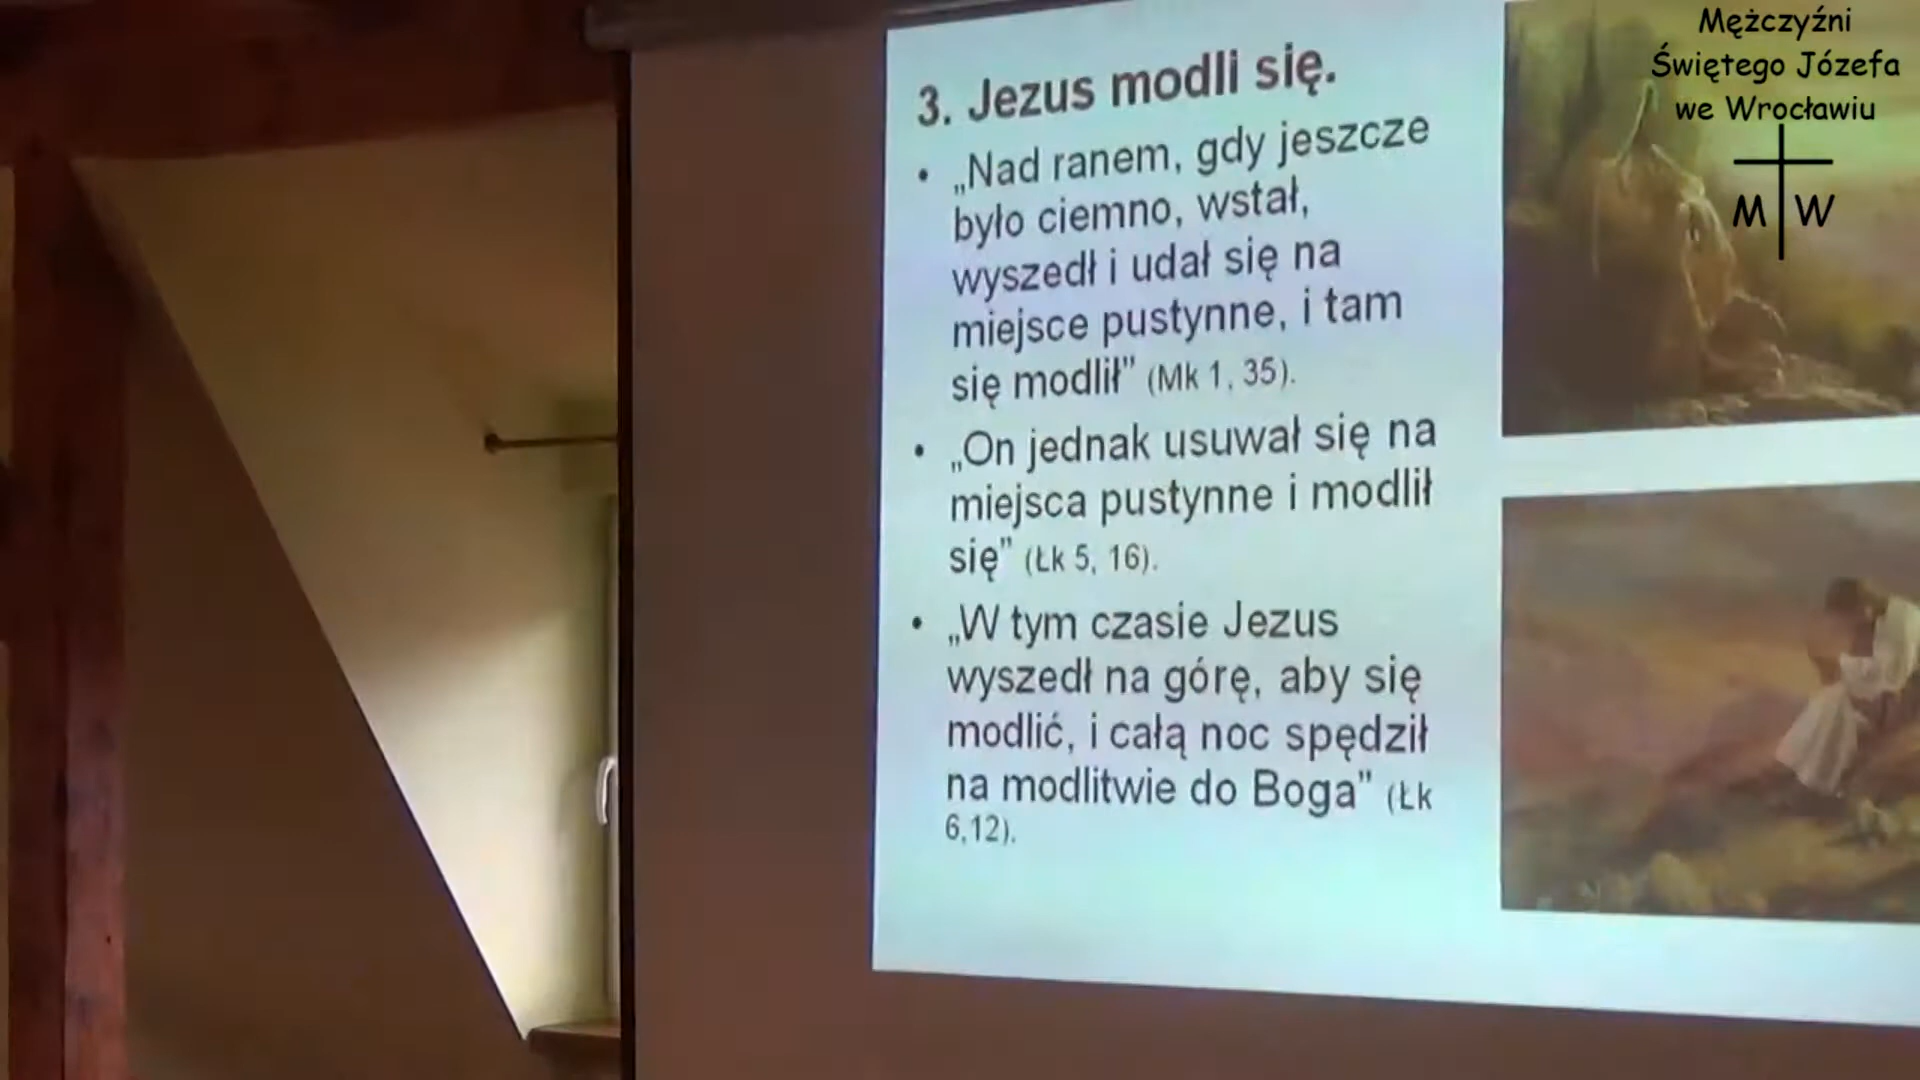 3. Jezus modli się.
• „Nad ranem, gdy jeszcze
było ciemno, wstał,
wyszedł i udał się na
miejsce pustynne, i tam
się modlił” (Mk 1, 35).
• „On jednak usuwał się na
miejsca pustynne i modlił
się” (Łk 5, 16).
• „W tym czasie Jezus
wyszedł na górę, aby się
modlić, i całą noc spędził
na modlitwie do Boga” (Łk
6,12).
Mężczyźni
Świętego Józefa
we Wrocławiu
M W